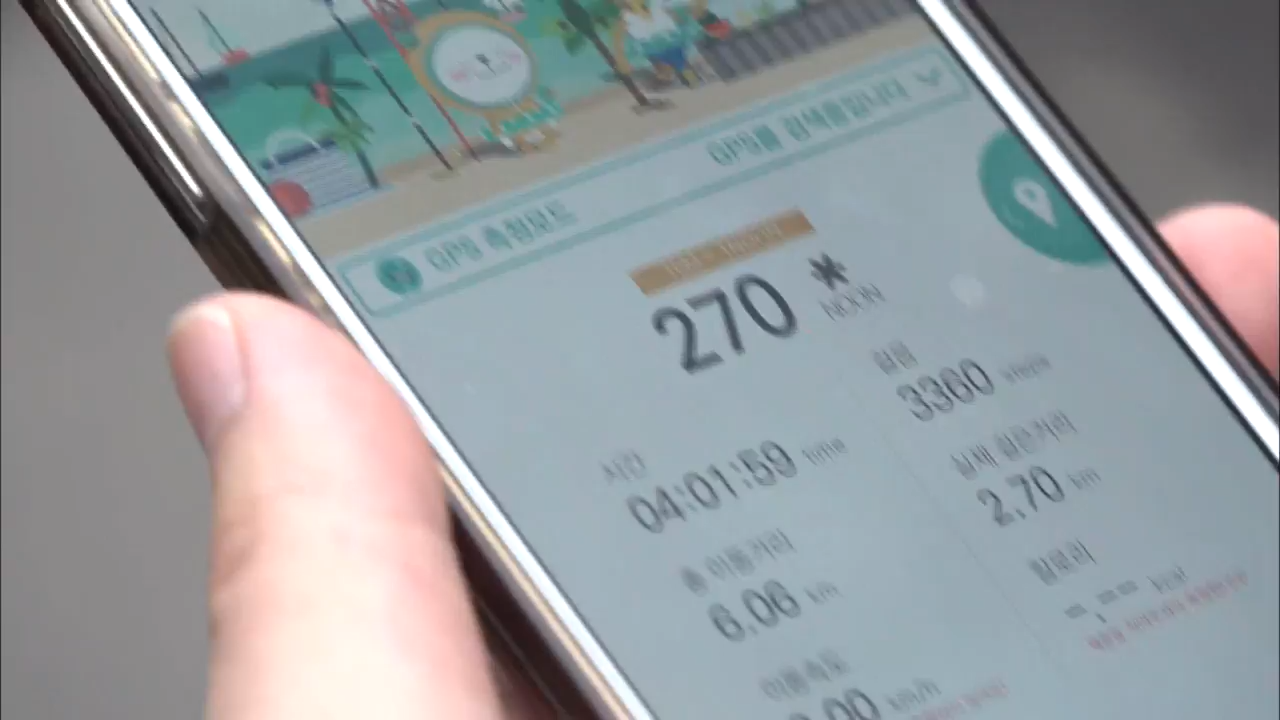 GPS 측정모드 GPS를 검색중입니다
270
NOON
시간
04:01:59 time
총 이동거리
6.06 km
이동속도
km/h
걸음
3360
실제 걸은거리
2.70 km
칼로리
--,-- kcal